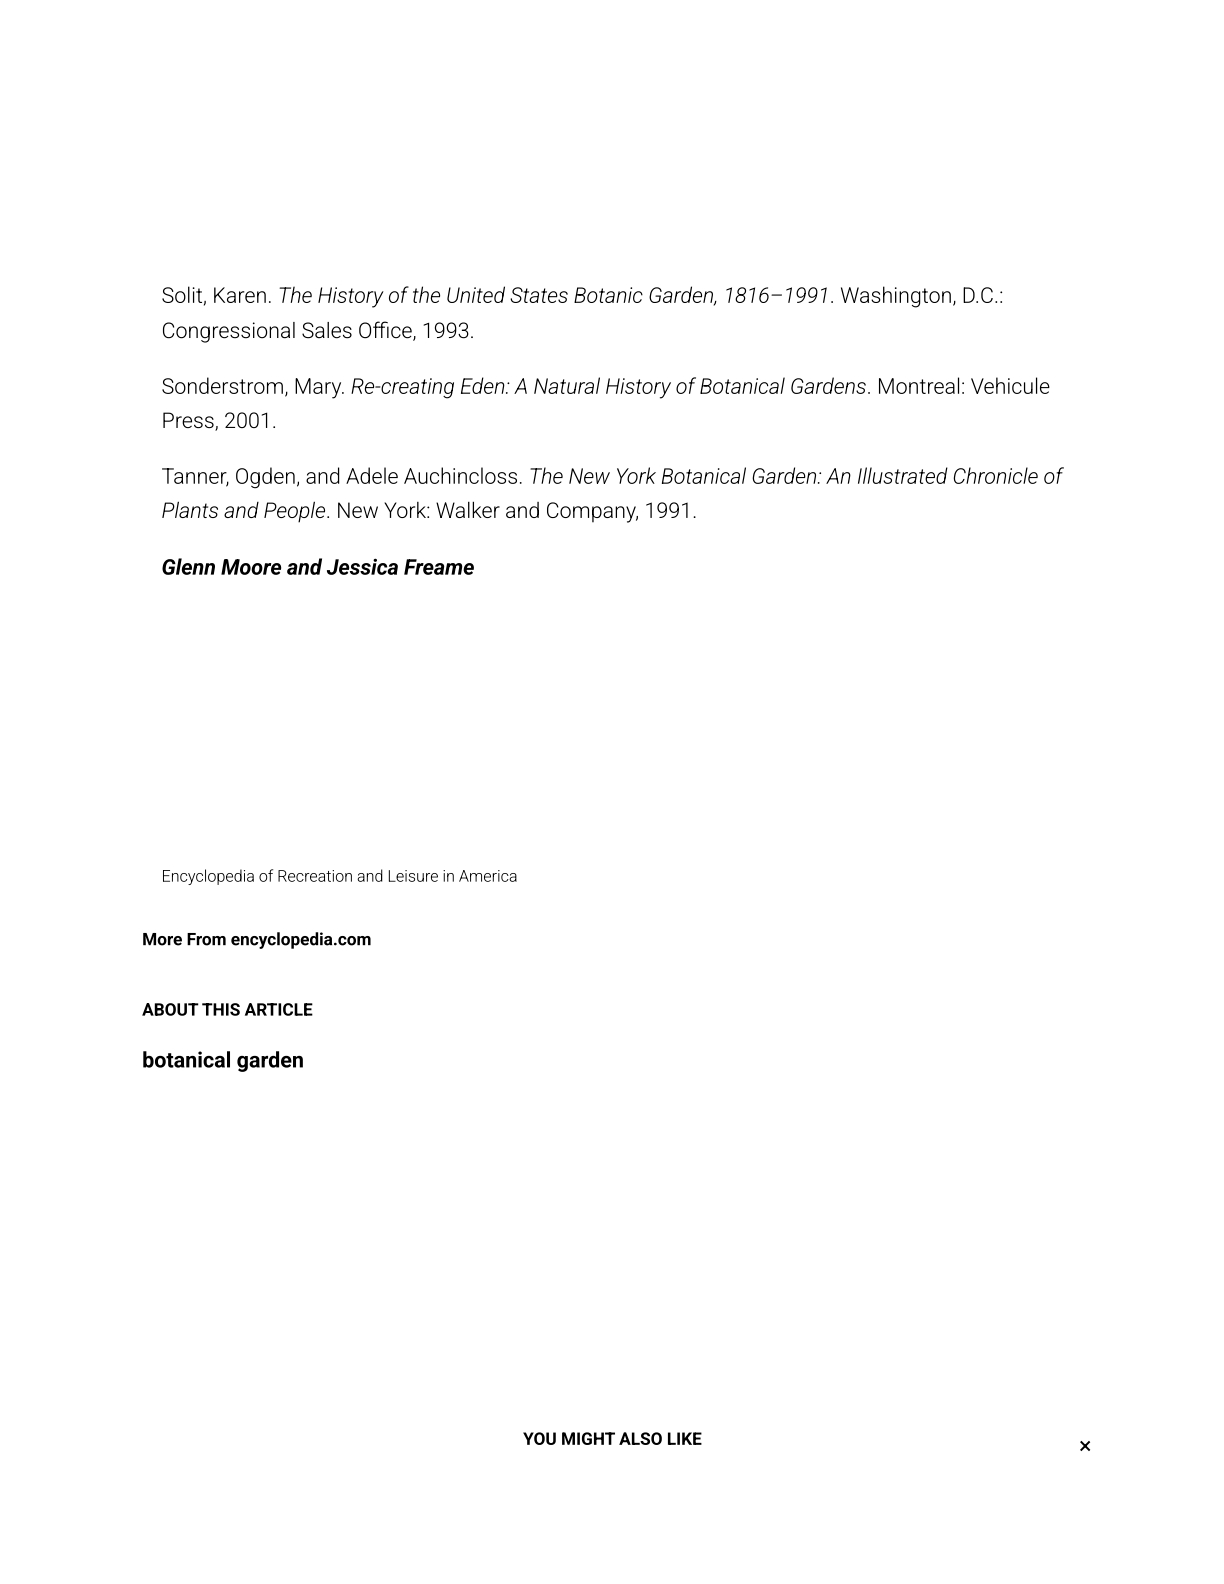 Solit, Karen. The History of the United States Botanic Garden, 1816–1991. Washington, D.C.:
Congressional Sales Office, 1993.
Sonderstrom, Mary. Re-creating Eden: A Natural History of Botanical Gardens. Montreal: Vehicule
Press, 2001.
Tanner, Ogden, and Adele Auchincloss. The New York Botanical Garden: An Illustrated Chronicle of
Plants and People. New York: Walker and Company, 1991.
Glenn Moore and Jessica Freame
Encyclopedia of Recreation and Leisure in America
More From encyclopedia.com
ABOUT THIS ARTICLE
botanical garden
YOU MIGHT ALSO LIKE
×